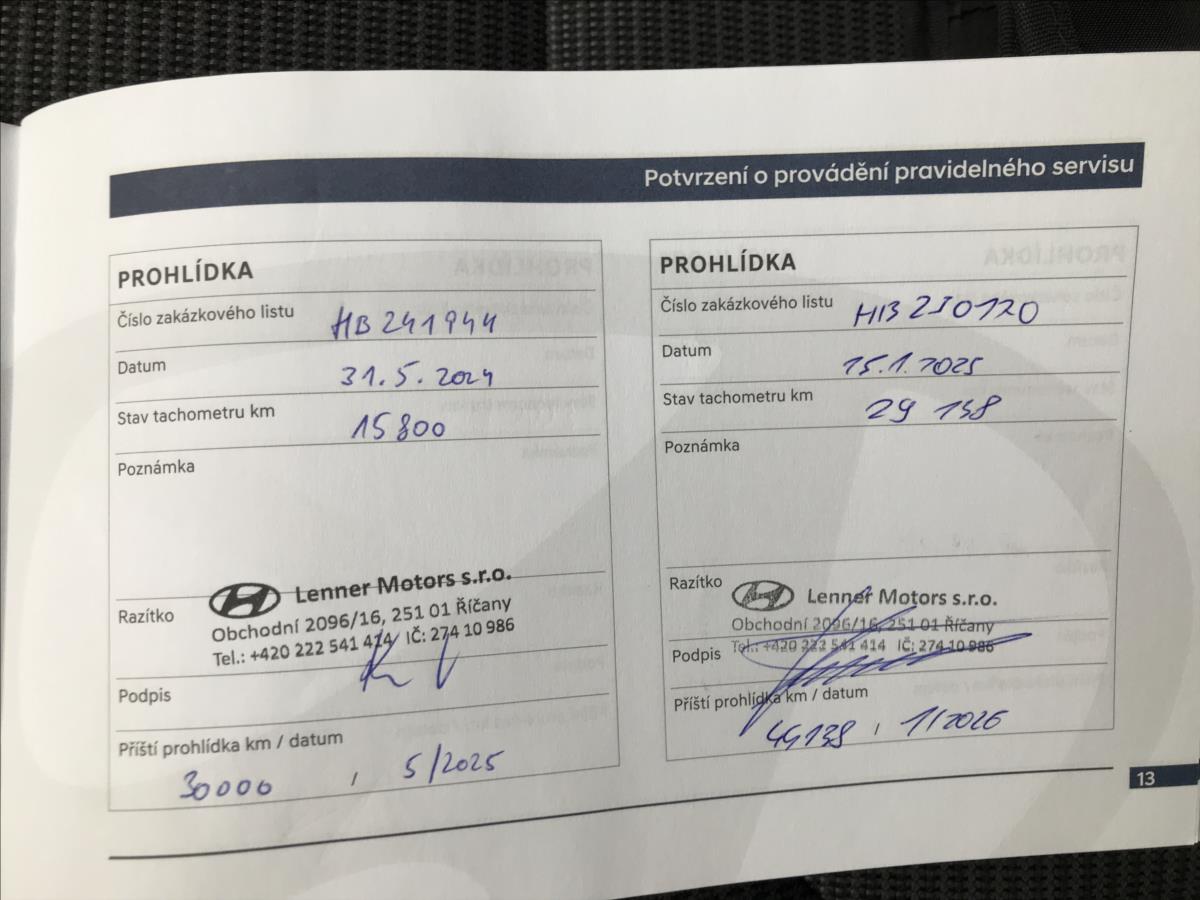 Potvrzení o provádění pravidelného servisu
PROHLÍDKA
Číslo zakázkového listu HB241944
Datum 31.5.2024
Stav tachometru km 15800
Poznámka
Razítko Lenner Motors s.r.o.
Obchodní 2096/16, 251 01 Říčany
Tel.: +420 222 541 414 IČ: 274 10 986
Podpis
Příští prohlídka km / datum
30000 / 5/2025
PROHLÍDKA
Číslo zakázkového listu HB250120
Datum 15.1.2025
Stav tachometru km 29 138
Poznámka
Razítko Lenner Motors s.r.o.
Obchodní 2096/16, 251 01 Říčany
Podpis Tel.: +420 222 541 414 IČ: 274 10 986
Příští prohlídka km / datum
44138 / 1/2026
13